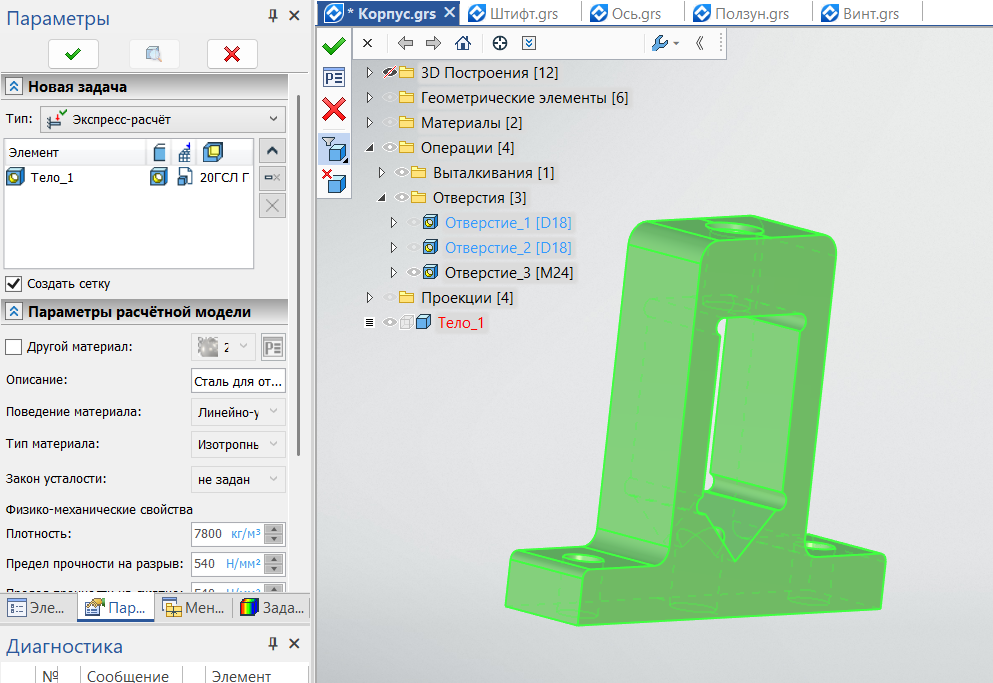 Параметры
Новая задача
Тип: Экспресс-расчёт
Элемент
Тело_1 20ГСЛ Г
Создать сетку
Параметры расчётной модели
Другой материал: 2
Описание: Сталь для от...
Поведение материала: Линейно-у
Тип материала: Изотропнь
Закон усталости: не задан
Физико-механические свойства
Плотность: 7800 кг/м³
Предел прочности на разрыв: 540 Н/мм²
Эле... Пар... Мен... Зада...
Диагностика
№ Сообщение Элемент
* Корпус.grs Штифт.grs Ось.grs Ползун.grs Винт.grs
3D Построения [12]
Геометрические элементы [6]
Материалы [2]
Операции [4]
Выталкивания [1]
Отверстия [3]
Отверстие_1 [D18]
Отверстие_2 [D18]
Отверстие_3 [M24]
Проекции [4]
Тело_1